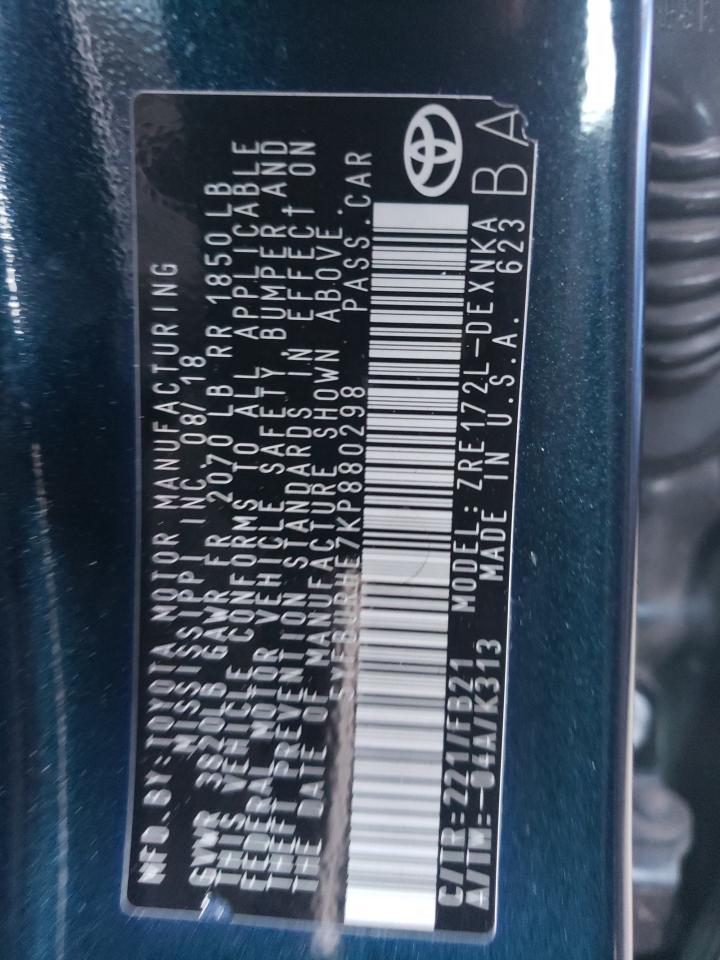 MFD.BY:TOYOTA MOTOR MANUFACTURING
MISSISSIPPI INC. 08/18
GVWR 3820LB GAWR FR 2070LB RR 1850LB
THIS VEHICLE CONFORMS TO ALL APPLICABLE
FEDERAL MOTOR VEHICLE SAFETY, BUMPER AND
THEFT PREVENTION STANDARDS IN EFFECT ON
THE DATE OF MANUFACTURE SHOWN ABOVE.
5YFBURHE7KP880298 PASS.CAR
C/TR:221/FB21 MODEL:ZRE172L-DEXNKA
A/TM:-04A/K313 MADE IN U.S.A. 623 BA